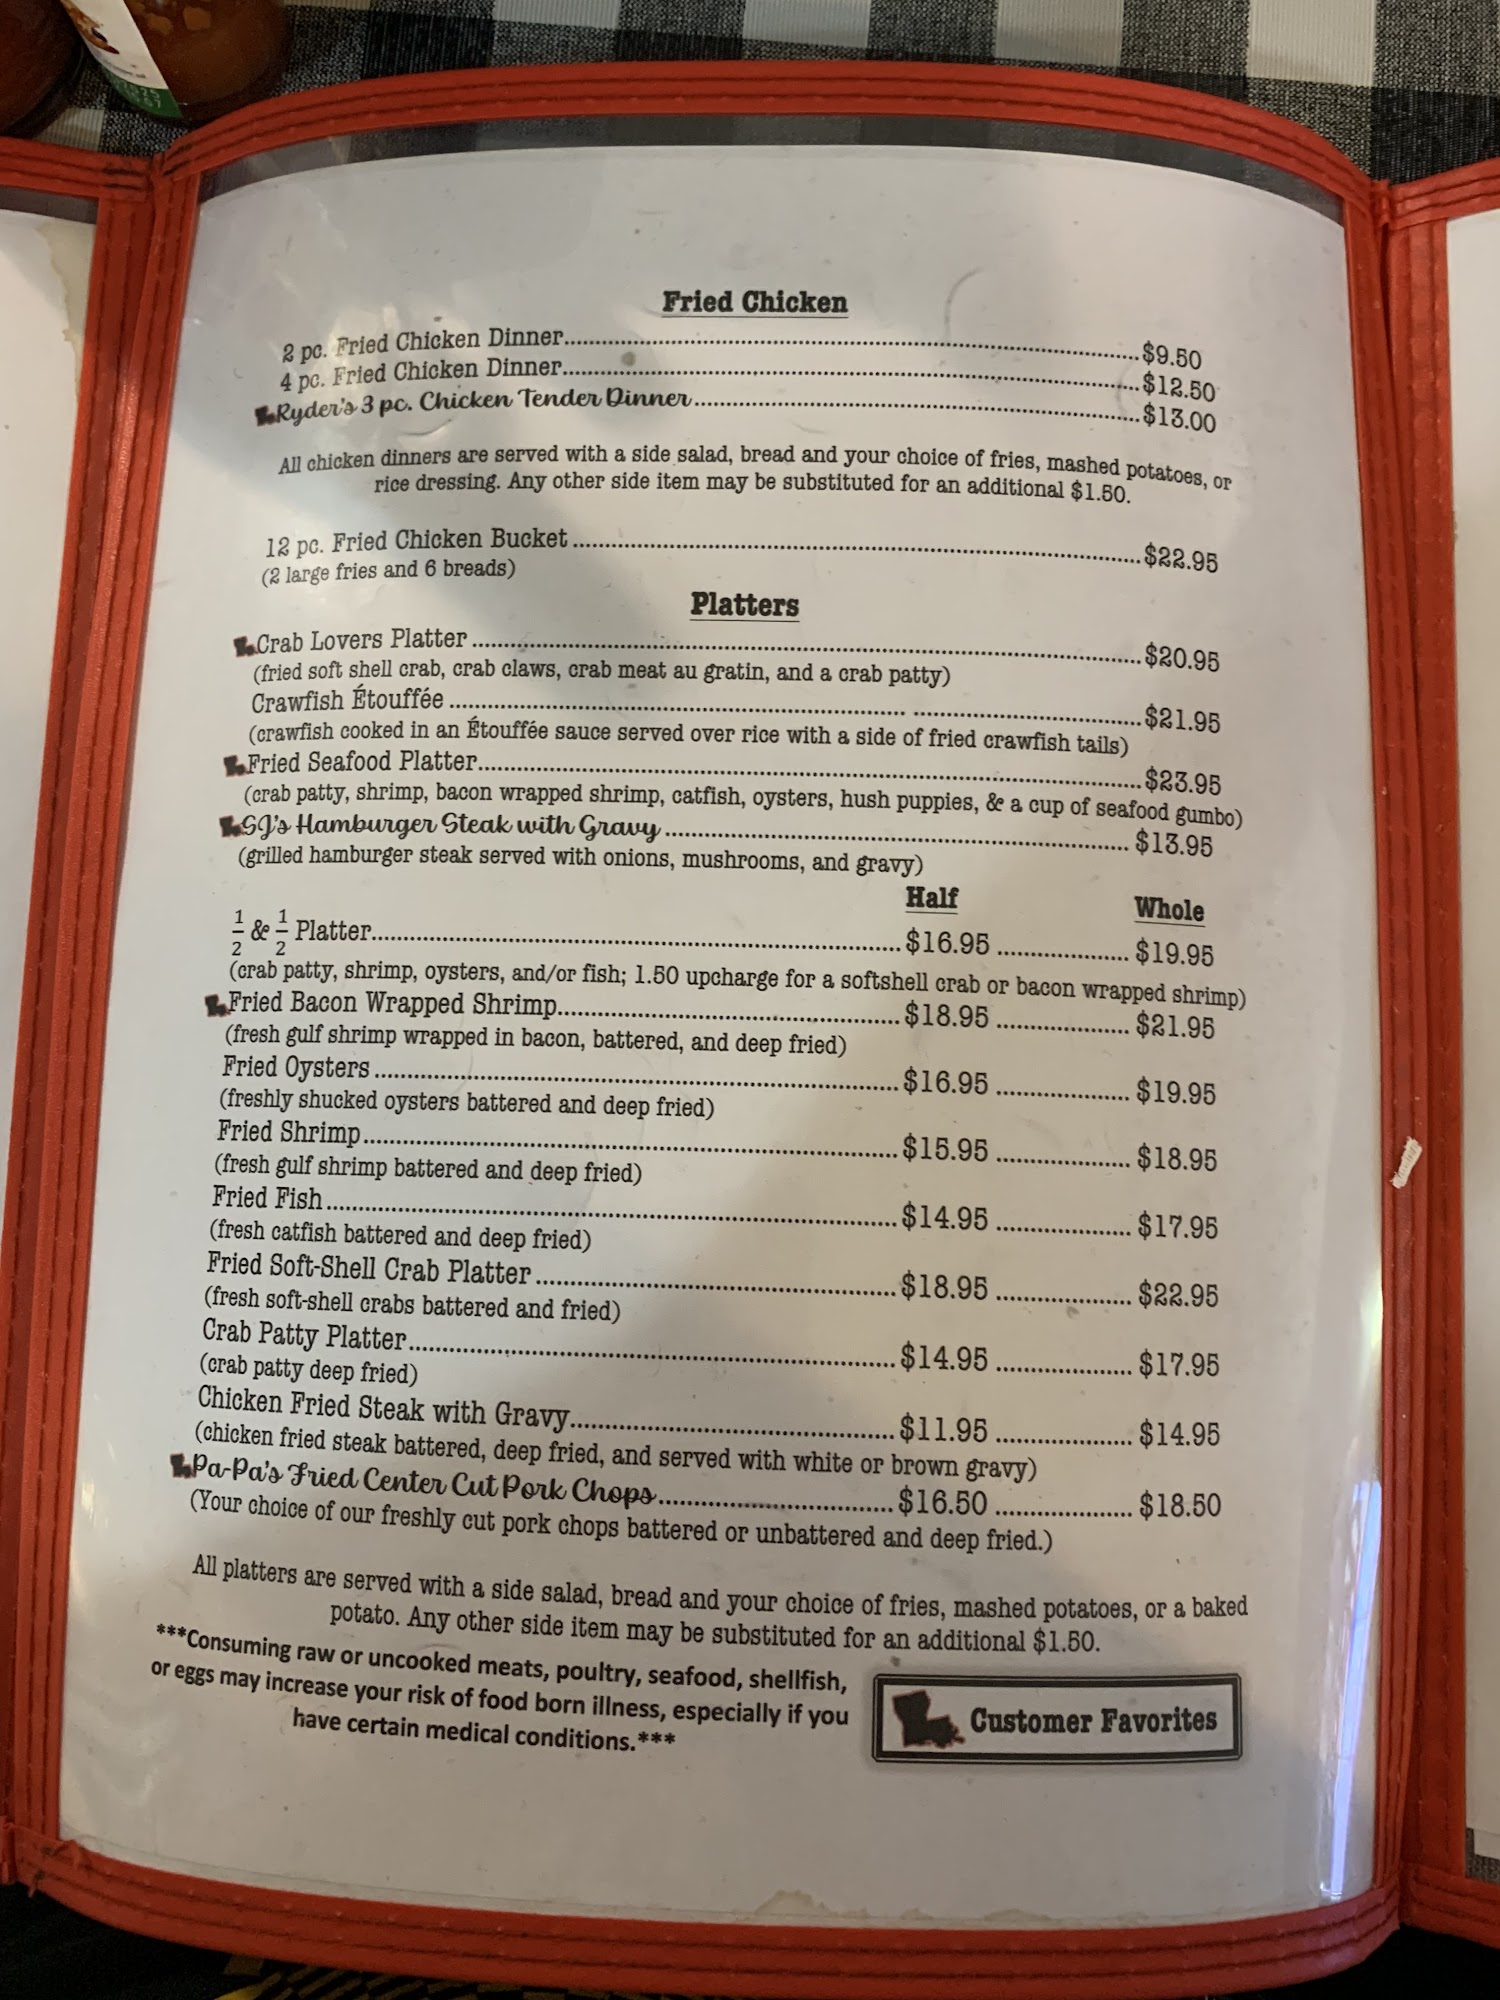 Fried Chicken
2 pc. Fried Chicken Dinner..........$9.50
4 pc. Fried Chicken Dinner..........$12.50
Ryder's 3 pc. Chicken Tender Dinner..........$13.00
All chicken dinners are served with a side salad, bread and your choice of fries, mashed potatoes, or
rice dressing. Any other side item may be substituted for an additional $1.50.
12 pc. Fried Chicken Bucket..........$22.95
(2 large fries and 6 breads)
Platters
Crab Lovers Platter..........$20.95
(fried soft shell crab, crab claws, crab meat au gratin, and a crab patty)
Crawfish Étouffée..........$21.95
(crawfish cooked in an Étouffée sauce served over rice with a side of fried crawfish tails)
Fried Seafood Platter..........$23.95
(crab patty, shrimp, bacon wrapped shrimp, catfish, oysters, hush puppies, & a cup of seafood gumbo)
SJ's Hamburger Steak with Gravy..........$13.95
(grilled hamburger steak served with onions, mushrooms, and gravy)
Half Whole
1/2 & 1/2 Platter..........$16.95..........$19.95
(crab patty, shrimp, oysters, and/or fish; 1.50 upcharge for a softshell crab or bacon wrapped shrimp)
Fried Bacon Wrapped Shrimp..........$18.95..........$21.95
(fresh gulf shrimp wrapped in bacon, battered, and deep fried)
Fried Oysters..........$16.95..........$19.95
(freshly shucked oysters battered and deep fried)
Fried Shrimp..........$15.95..........$18.95
(fresh gulf shrimp battered and deep fried)
Fried Fish..........$14.95..........$17.95
(fresh catfish battered and deep fried)
Fried Soft-Shell Crab Platter..........$18.95..........$22.95
(fresh soft-shell crabs battered and fried)
Crab Patty Platter..........$14.95..........$17.95
(crab patty deep fried)
Chicken Fried Steak with Gravy..........$11.95..........$14.95
(chicken fried steak battered, deep fried, and served with white or brown gravy)
Pa-Pa's Fried Center Cut Pork Chops..........$16.50..........$18.50
(Your choice of our freshly cut pork chops battered or unbattered and deep fried.)
All platters are served with a side salad, bread and your choice of fries, mashed potatoes, or a baked
potato. Any other side item may be substituted for an additional $1.50.
***Consuming raw or uncooked meats, poultry, seafood, shellfish,
or eggs may increase your risk of food born illness, especially if you
have certain medical conditions.***
Customer Favorites